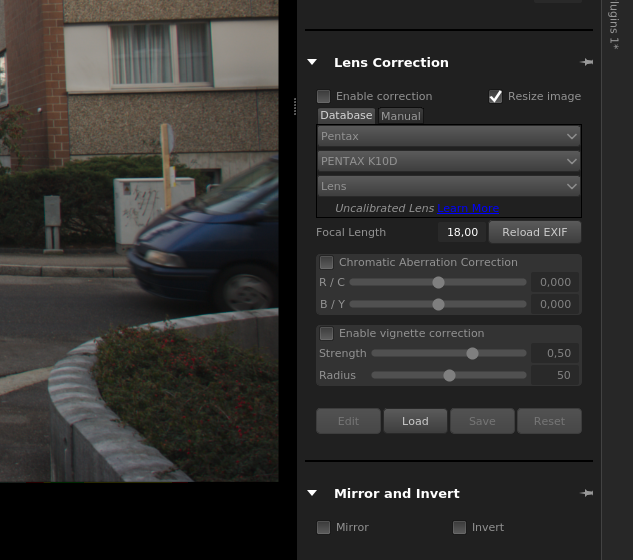 lugins 1*
Lens Correction
Enable correction
Resize image
Database
Manual
Pentax
PENTAX K10D
Lens
Uncalibrated Lens Learn More
Focal Length
18,00
Reload EXIF
Chromatic Aberration Correction
R / C
0,000
B / Y
0,000
Enable vignette correction
Strength
0,50
Radius
50
Edit
Load
Save
Reset
Mirror and Invert
Mirror
Invert